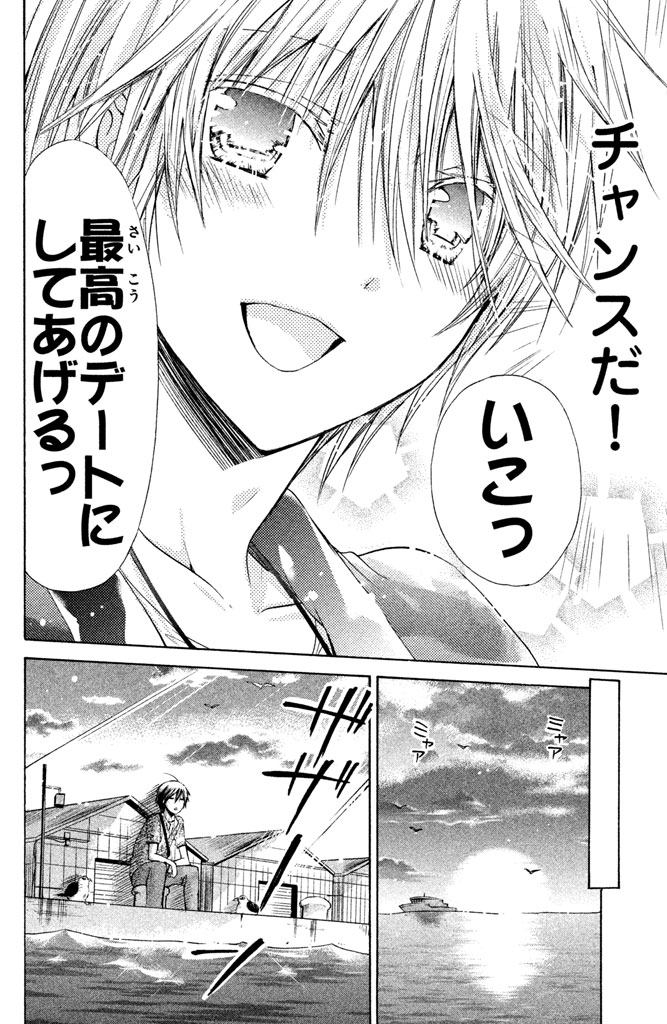 チャンスだ！
いこっ
最高のデートに
さいこう
してあげるっ
ミャア
ミャア
ザザーン